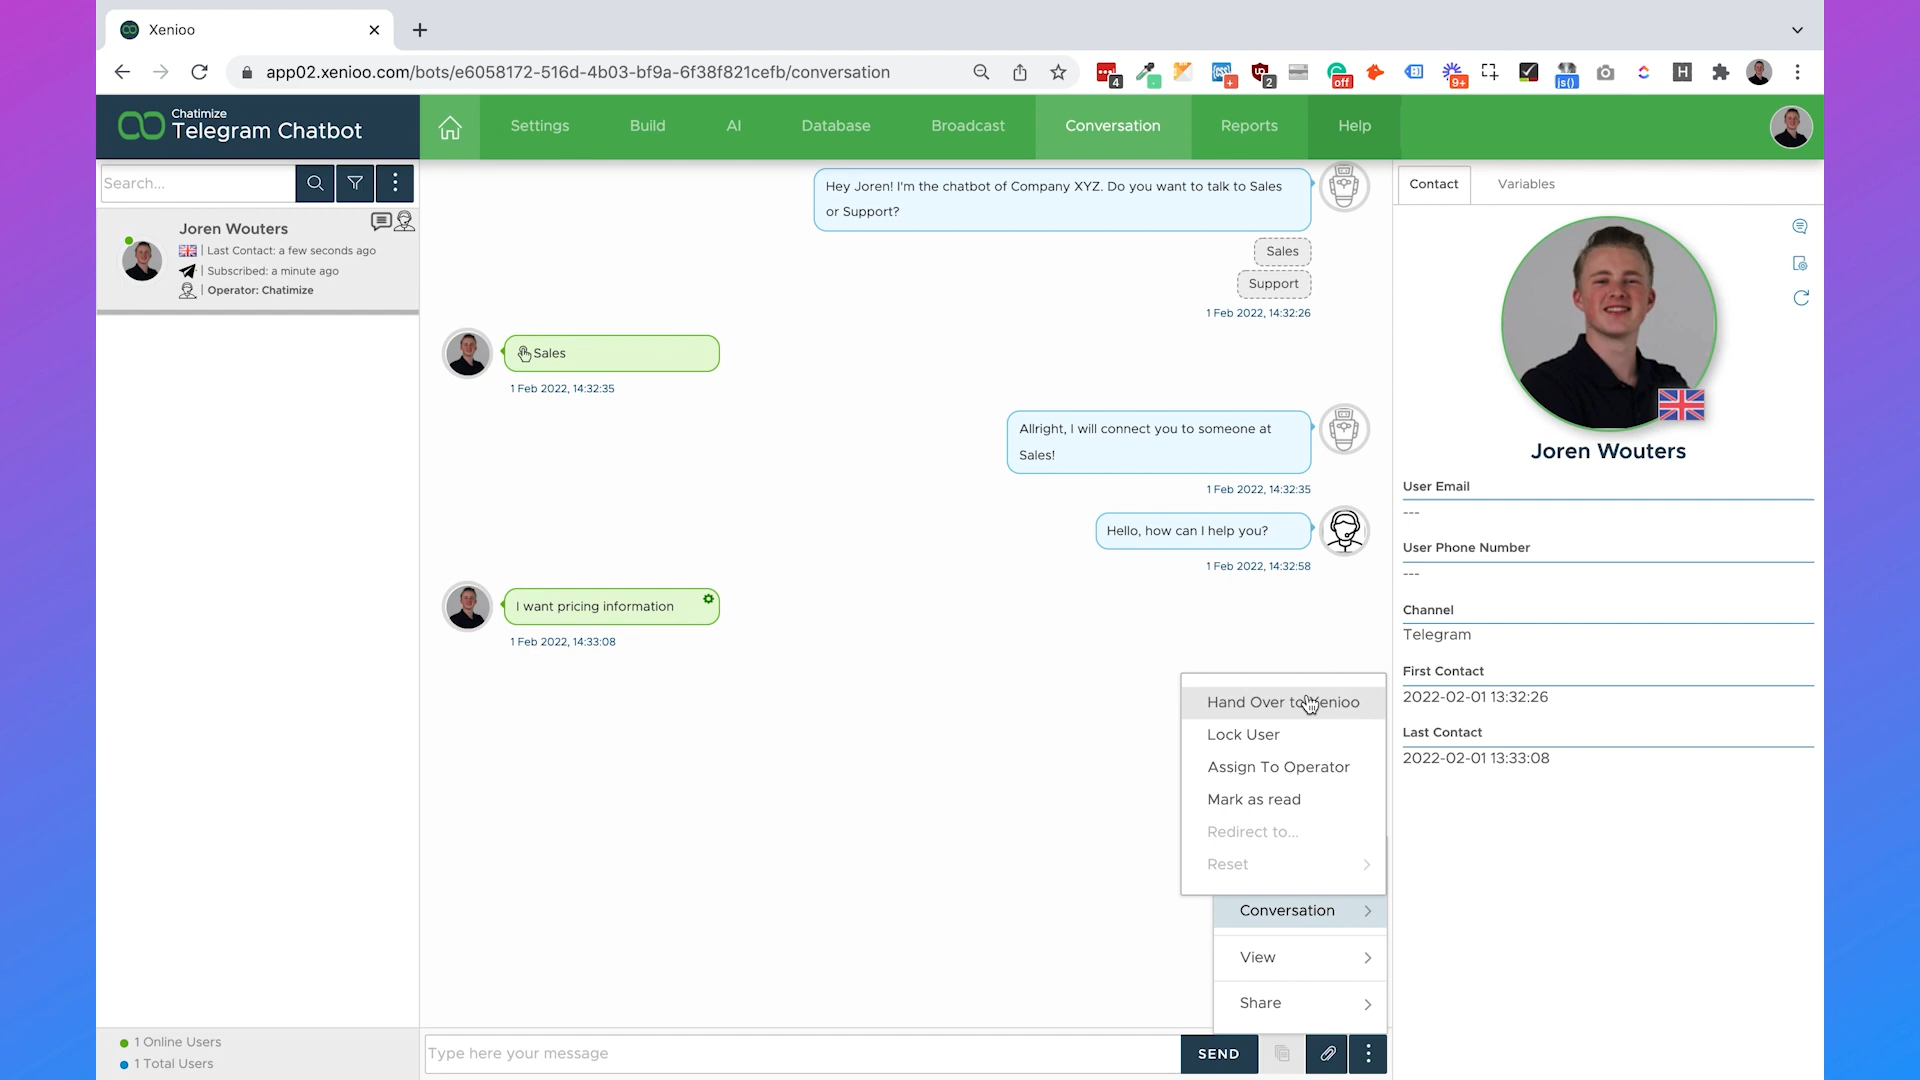 Xenioo
app02.xenioo.com/bots/e6058172-516d-4b03-bf9a-6f38f821cefb/conversation
4
2
off
9+
js()
H
Chatimize
Telegram Chatbot
Settings
Build
AI
Database
Broadcast
Conversation
Reports
Help
Search...
Joren Wouters
| Last Contact: a few seconds ago
| Subscribed: a minute ago
| Operator: Chatimize
Hey Joren! I'm the chatbot of Company XYZ. Do you want to talk to Sales
or Support?
Sales
Support
1 Feb 2022, 14:32:26
Sales
1 Feb 2022, 14:32:35
Allright, I will connect you to someone at
Sales!
1 Feb 2022, 14:32:35
Hello, how can I help you?
1 Feb 2022, 14:32:58
I want pricing information
1 Feb 2022, 14:33:08
Hand Over to Xenioo
Lock User
Assign To Operator
Mark as read
Redirect to...
Reset
Conversation
View
Share
Contact
Variables
Joren Wouters
User Email
---
User Phone Number
---
Channel
Telegram
First Contact
2022-02-01 13:32:26
Last Contact
2022-02-01 13:33:08
1 Online Users
1 Total Users
Type here your message
SEND